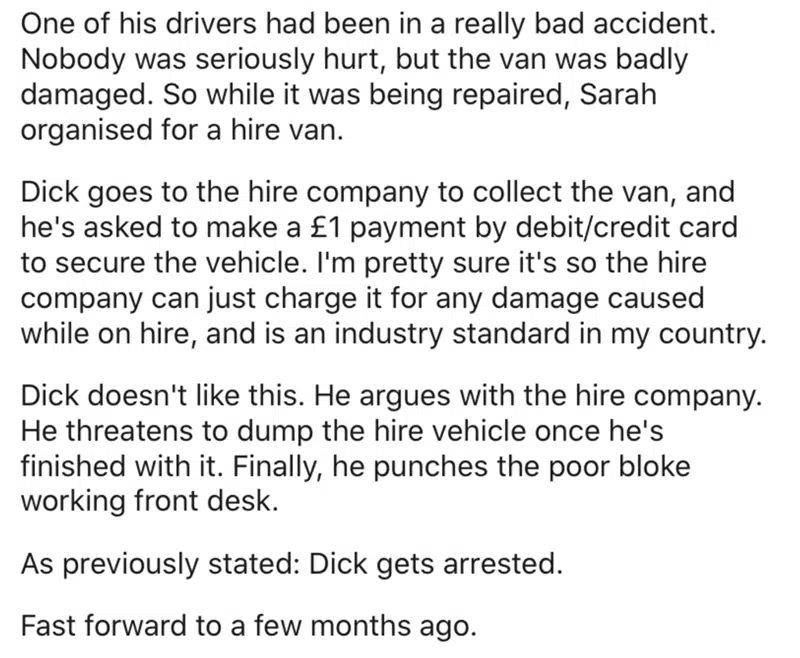 One of his drivers had been in a really bad accident.
Nobody was seriously hurt, but the van was badly
damaged. So while it was being repaired, Sarah
organised for a hire van.
Dick goes to the hire company to collect the van, and
he's asked to make a £1 payment by debit/credit card
to secure the vehicle. I'm pretty sure it's so the hire
company can just charge it for any damage caused
while on hire, and is an industry standard in my country.
Dick doesn't like this. He argues with the hire company.
He threatens to dump the hire vehicle once he's
finished with it. Finally, he punches the poor bloke
working front desk.
As previously stated: Dick gets arrested.
Fast forward to a few months ago.